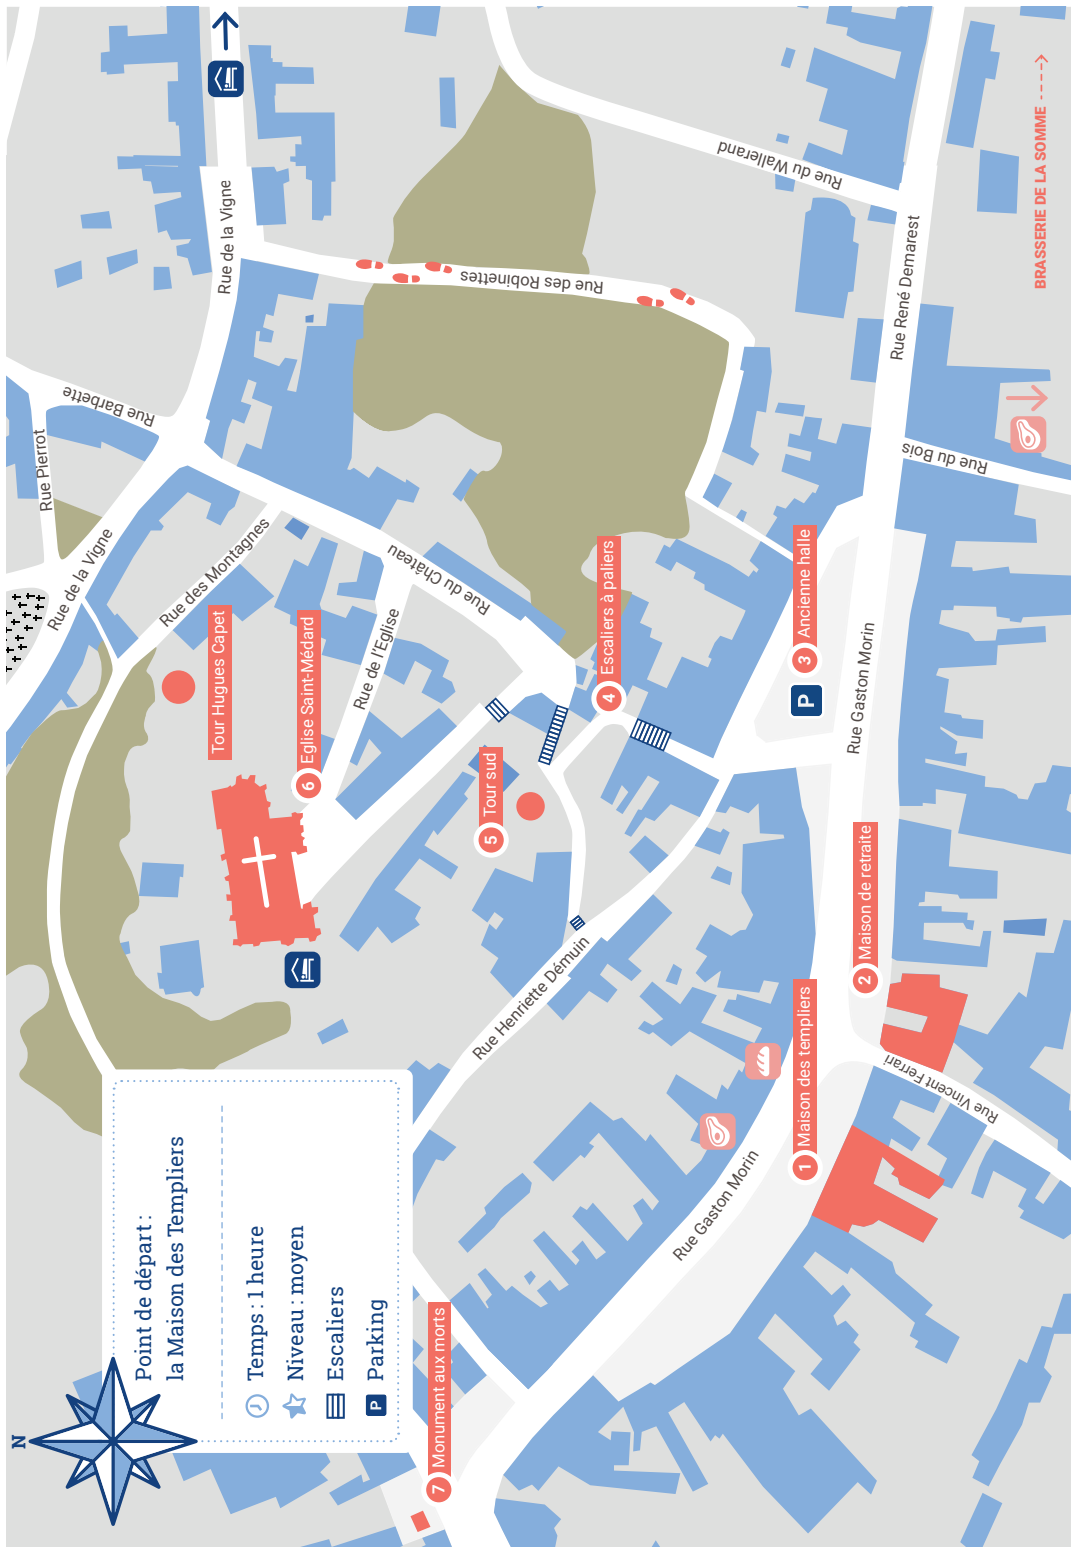 N
Point de départ :
la Maison des Templiers
Temps : 1 heure
Niveau : moyen
Escaliers
P Parking
Rue de la Vigne
Rue Pierrot
Rue Barbette
Rue de la Vigne
Rue des Montagnes
Tour Hugues Capet
6 Eglise Saint-Médard
Rue de l'Eglise
Rue du Château
Rue des Robinettes
Rue du Wallerand
5 Tour sud
4 Escaliers à paliers
3 Ancienne halle
P
Rue Henriette Démuin
Rue Gaston Morin
Rue René Demarest
Rue du Bois
BRASSERIE DE LA SOMME
2 Maison de retraite
1 Maison des templiers
Rue Vincent Ferrari
Rue Gaston Morin
7 Monument aux morts